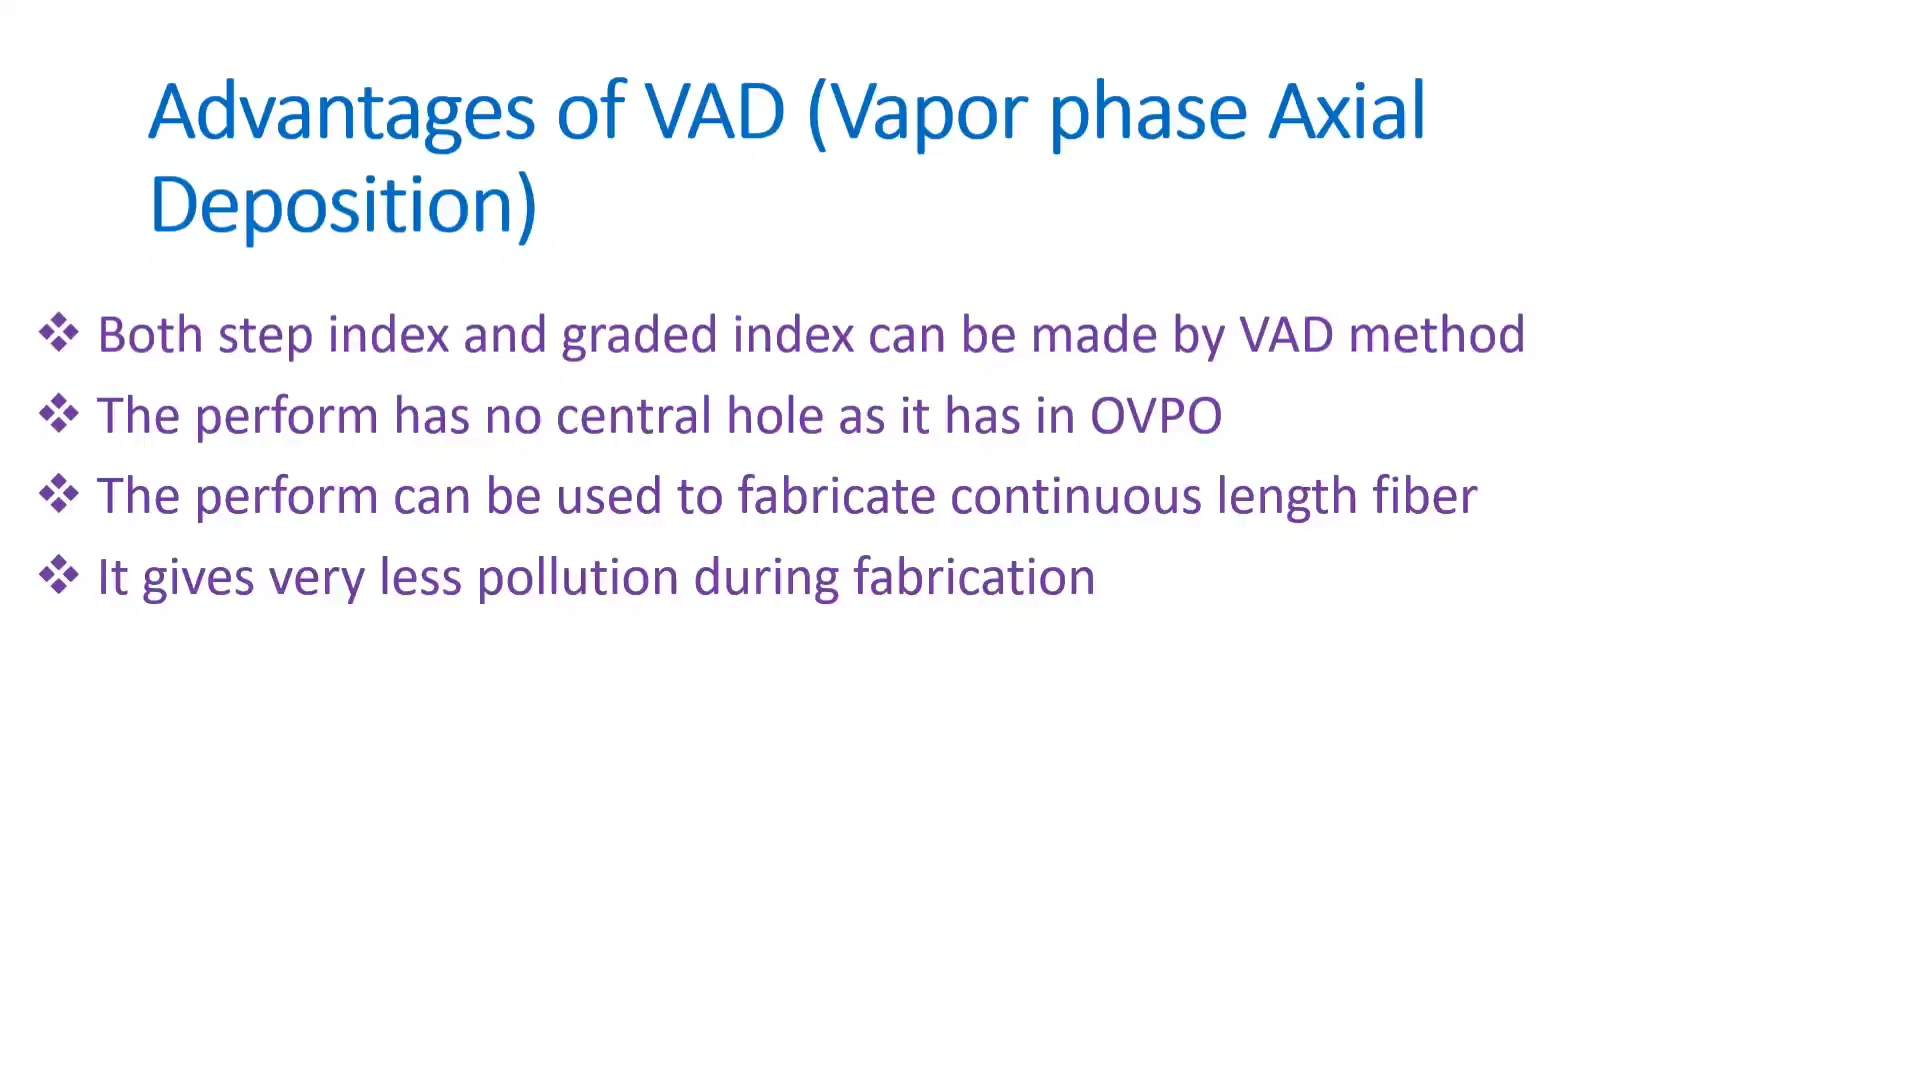 Advantages of VAD (Vapor phase Axial
Deposition)
❖ Both step index and graded index can be made by VAD method
❖ The perform has no central hole as it has in OVPO
❖ The perform can be used to fabricate continuous length fiber
❖ It gives very less pollution during fabrication